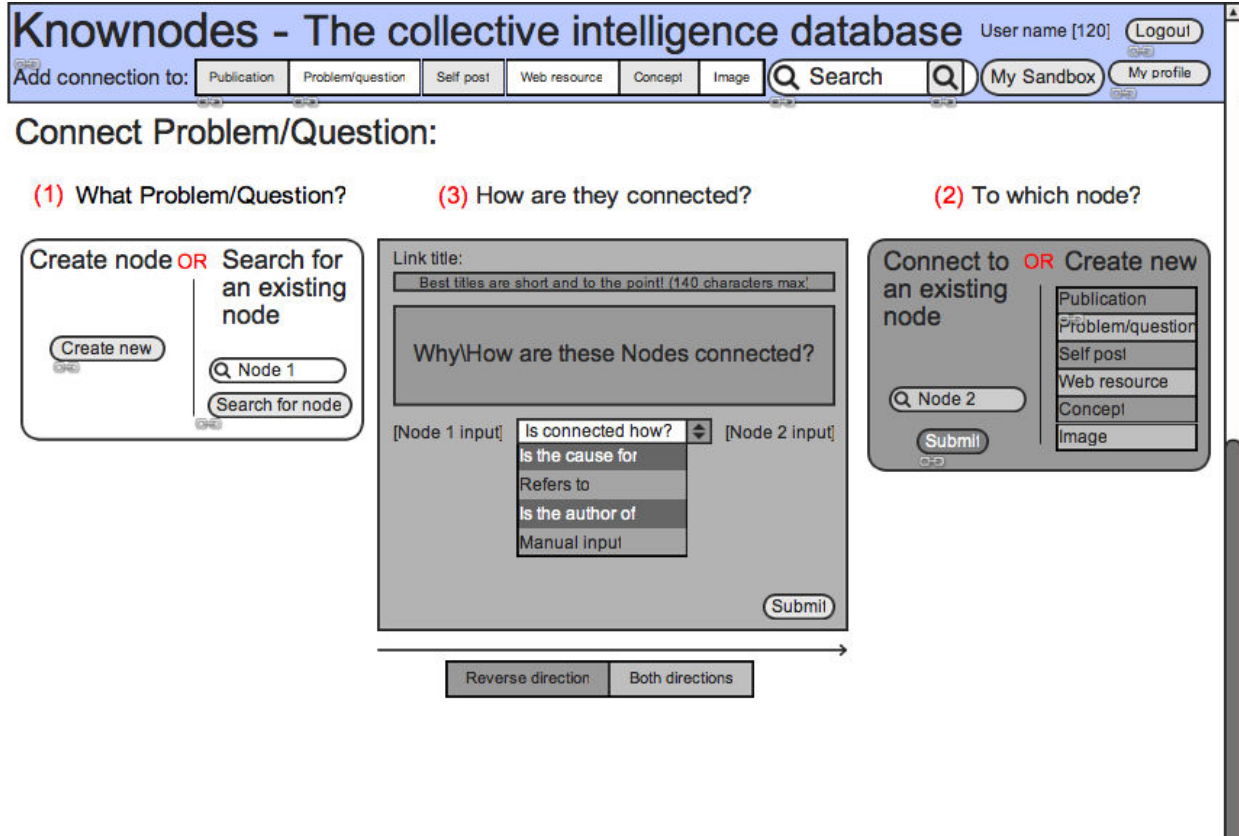 Knownodes - The collective intelligence database
User name [120]
Logout
Add connection to:
Publication
Problem/question
Self post
Web resource
Concept
Image
Search
My Sandbox
My profile
Connect Problem/Question:
(1) What Problem/Question?
(3) How are they connected?
(2) To which node?
Create node OR Search for
an existing
node
Create new
Node 1
Search for node
Link title:
Best titles are short and to the point! (140 characters max)
Why\How are these Nodes connected?
[Node 1 input]
Is connected how?
[Node 2 input]
Is the cause for
Refers to
Is the author of
Manual input
Submit
Reverse direction
Both directions
Connect to OR Create new
an existing
node
Node 2
Submit
Publication
Problem/question
Self post
Web resource
Concept
Image